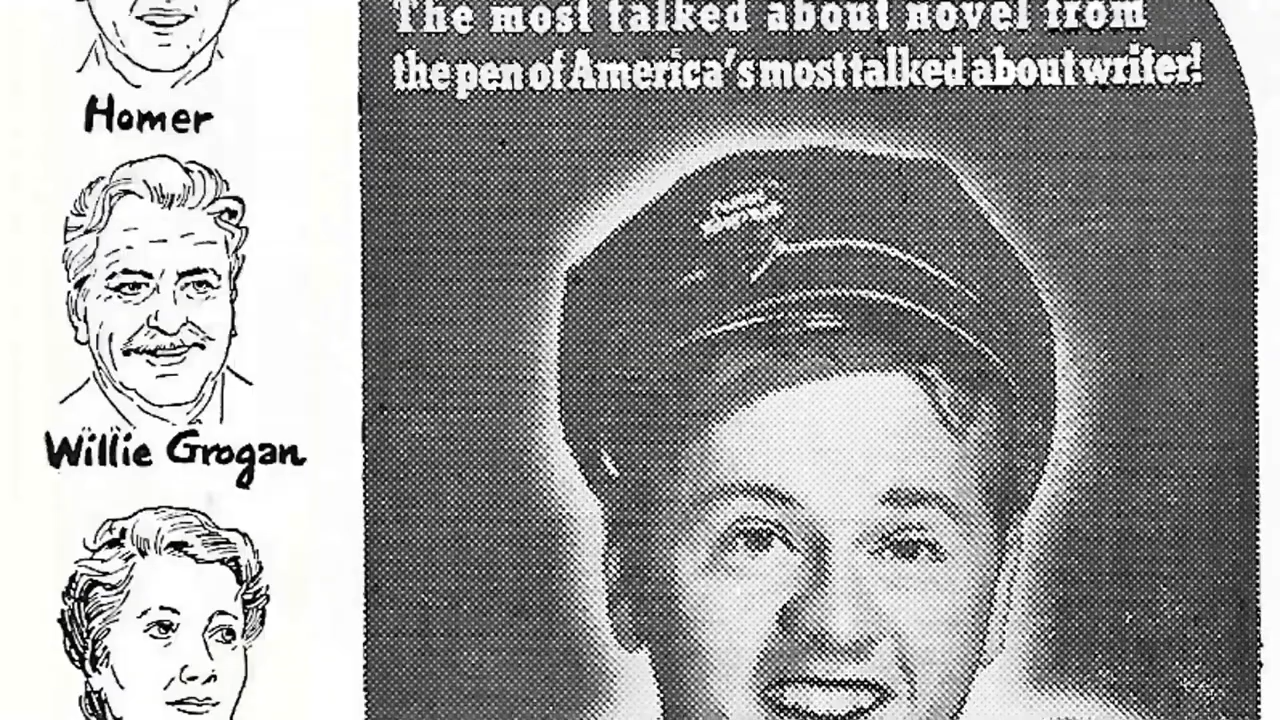 The most talked about novel from
the pen of America's most talked about writer!
Homer
Willie Grogan